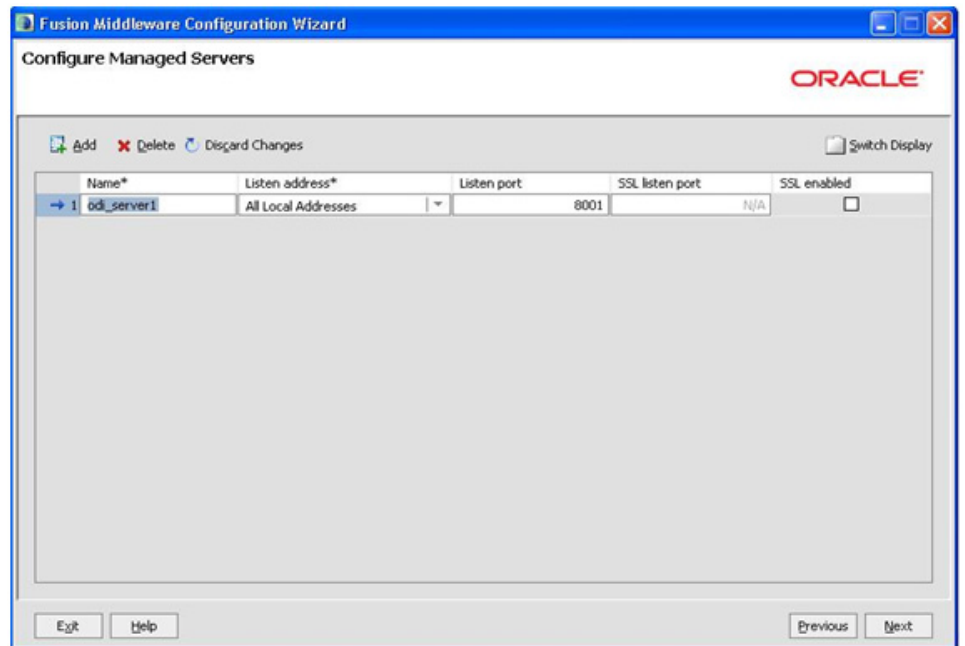 Fusion Middleware Configuration Wizard
Configure Managed Servers
ORACLE
Add Delete Discard Changes Switch Display
Name* Listen address* Listen port SSL listen port SSL enabled
1 odi_server1 All Local Addresses 8001 N/A
Exit Help Previous Next